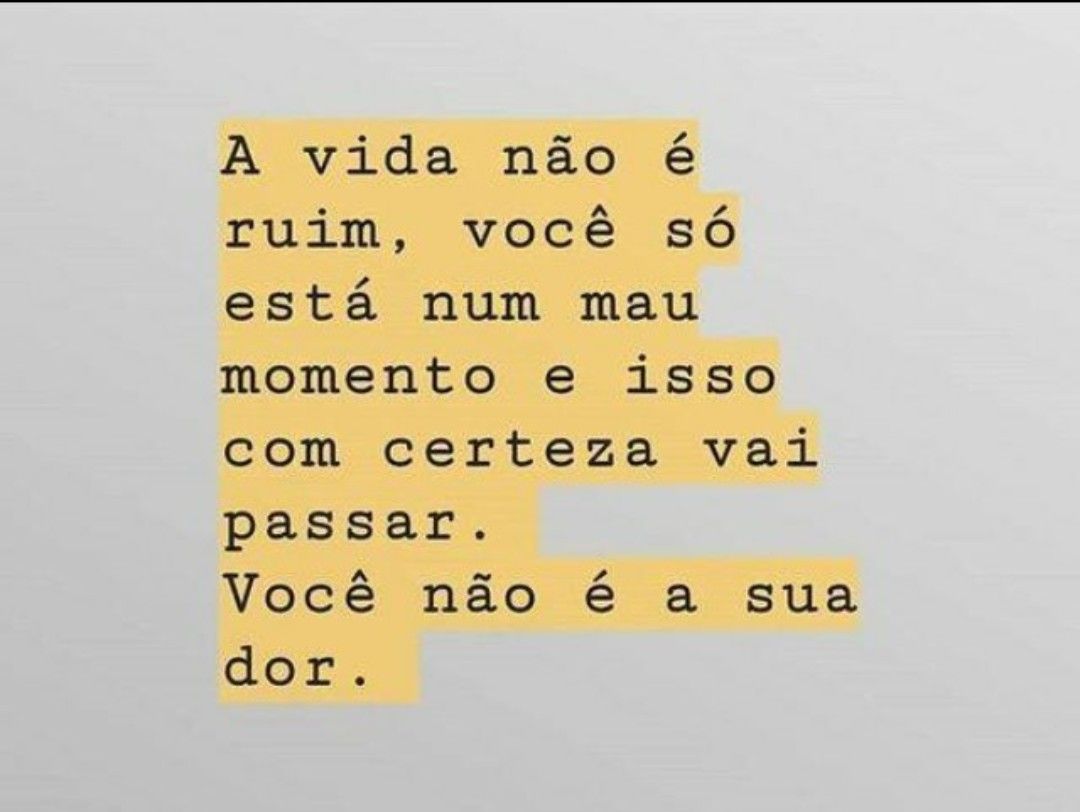 A vida não é
ruim, você só
está num mau
momento e isso
com certeza vai
passar.
Você não é a sua
dor.